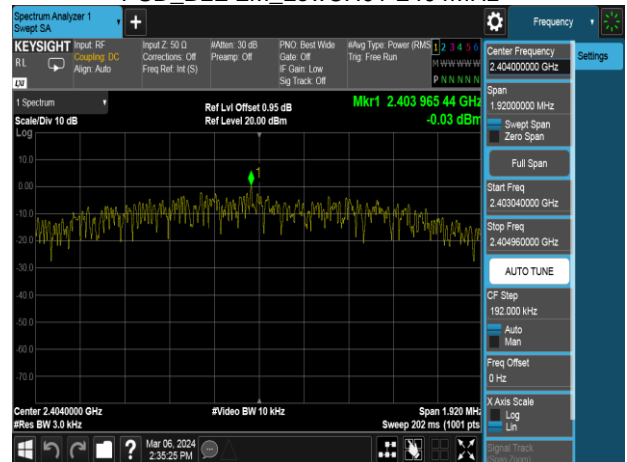 Spectrum Analyzer 1
Swept SA
Frequency
KEYSIGHT
RL
LXI
Input: RF
Coupling: DC
Align: Auto
Input Z: 50 Ω
Corrections: Off
Freq Ref: Int (S)
#Atten: 30 dB
Preamp: Off
PNO: Best Wide
Gate: Off
IF Gain: Low
Sig Track: Off
#Avg Type: Power (RMS
Trig: Free Run
1 2 3 4 5 6
M W W W W W
P N N N N N
1 Spectrum
Scale/Div 10 dB
Log
Ref Lvl Offset 0.95 dB
Ref Level 20.00 dBm
Mkr1 2.403 965 44 GHz
-0.03 dBm
1
10.0
0.00
-10.0
-20.0
-30.0
-40.0
-50.0
-60.0
-70.0
Center 2.4040000 GHz
#Res BW 3.0 kHz
#Video BW 10 kHz
Span 1.920 MHz
Sweep 202 ms (1001 pts
Mar 06, 2024
2:35:25 PM
Settings
Center Frequency
2.404000000 GHz
Span
1.92000000 MHz
Swept Span
Zero Span
Full Span
Start Freq
2.403040000 GHz
Stop Freq
2.404960000 GHz
AUTO TUNE
CF Step
192.000 kHz
Auto
Man
Freq Offset
0 Hz
X Axis Scale
Log
Lin
Signal Track
(Span Zoom)